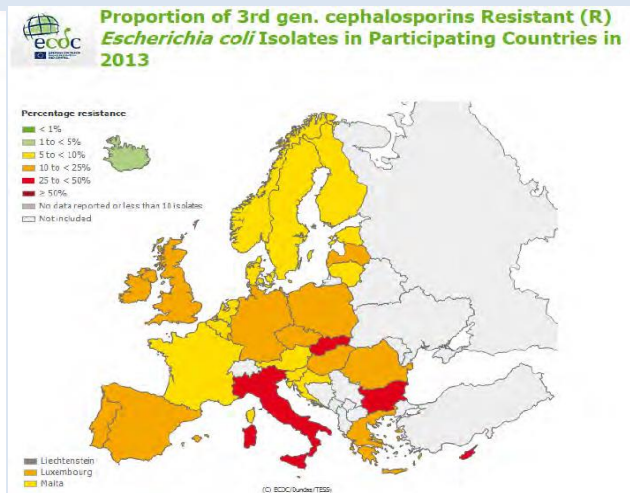 Proportion of 3rd gen. cephalosporins Resistant (R)
Escherichia coli Isolates in Participating Countries in
2013
ecdc
Percentage resistance
< 1%
1 to < 5%
5 to < 10%
10 to < 25%
25 to < 50%
≥ 50%
No data reported or less than 10 isolates
Not included
Liechtenstein
Luxembourg
Malta
(C) ECDC/Dundas/TESSy